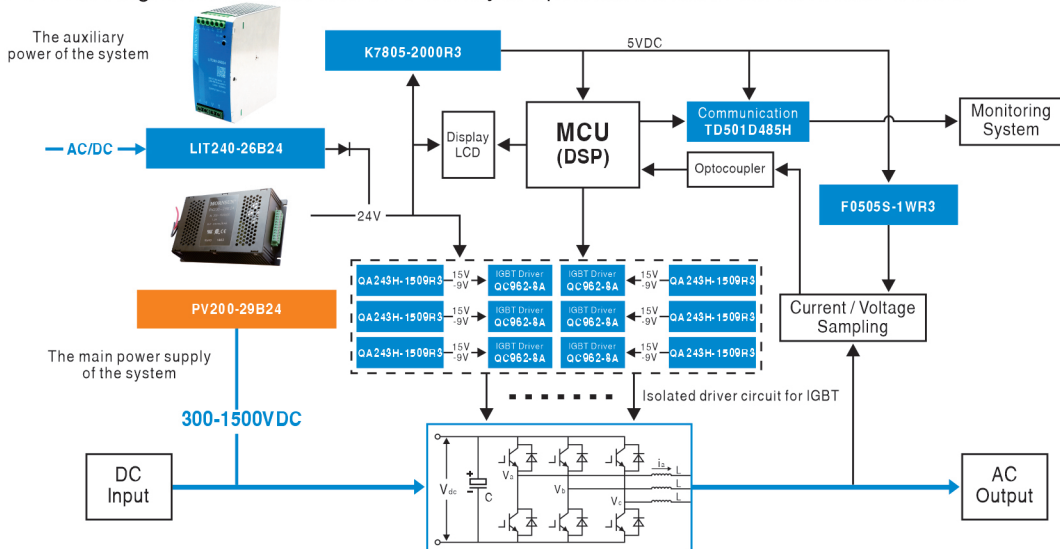 The auxiliary
power of the system
K7805-2000R3
5VDC
MCU
(DSP)
Communication
TD501D485H
Monitoring
System
Display
LCD
AC/DC
LIT240-26B24
Optocoupler
F0505S-1WR3
MORNSUN
24V
QA243H-1509R3
15V
-9V
IGBT Driver
QC962-8A
IGBT Driver
QC962-8A
15V
-9V
QA243H-1509R3
QA243H-1509R3
15V
-9V
IGBT Driver
QC962-8A
IGBT Driver
QC962-8A
15V
-9V
QA243H-1509R3
QA243H-1509R3
15V
-9V
IGBT Driver
QC962-8A
IGBT Driver
QC962-8A
15V
-9V
QA243H-1509R3
PV200-29B24
Current / Voltage
Sampling
The main power supply
of the system
Isolated driver circuit for IGBT
300-1500VDC
DC
Input
Vdc
+
-
C
Va
Vb
Vc
ia
L
L
L
AC
Output